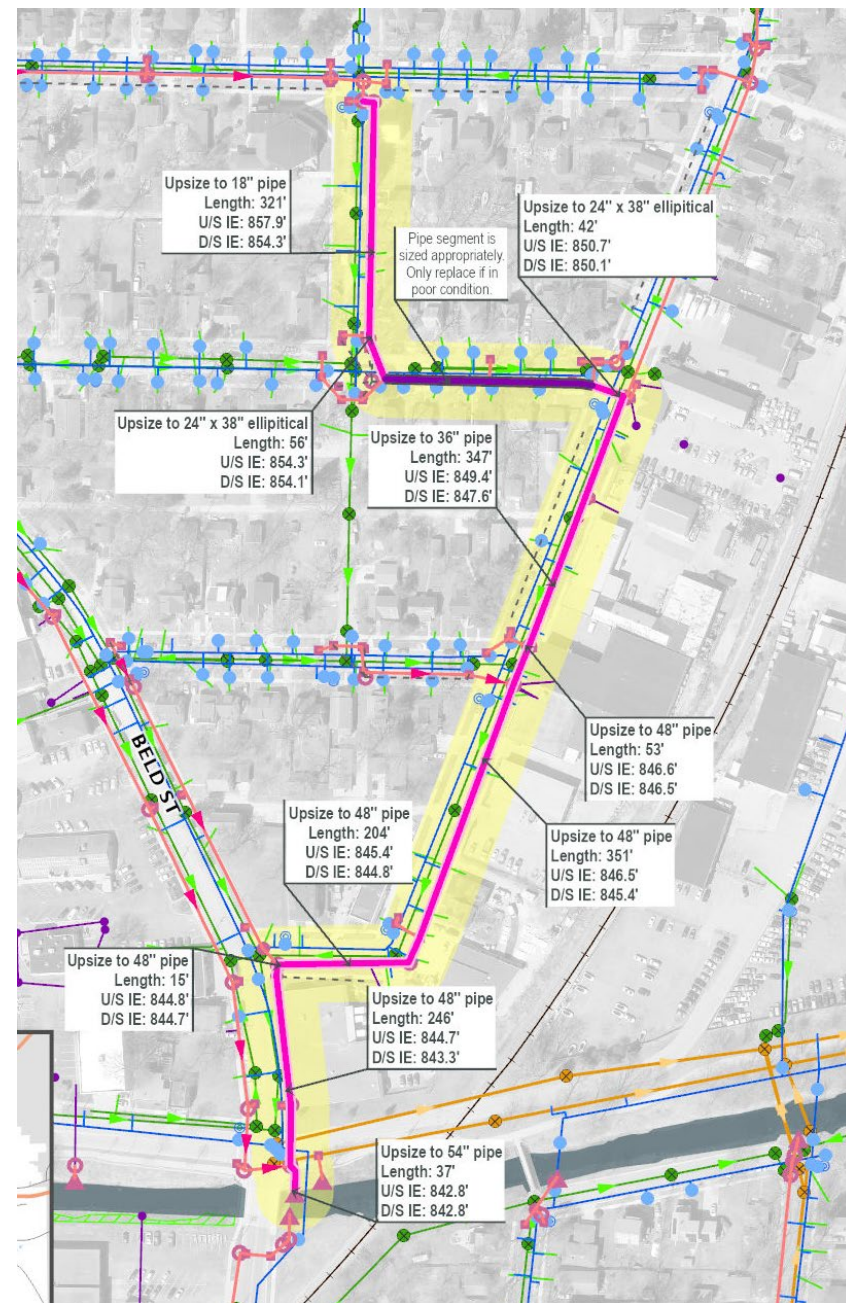 Upsize to 18" pipe
Length: 321'
U/S IE: 857.9'
D/S IE: 854.3'
Pipe segment is
sized appropriately.
Only replace if in
poor condition.
Upsize to 24" x 38" ellipitical
Length: 42'
U/S IE: 850.7'
D/S IE: 850.1'
Upsize to 24" x 38" ellipitical
Length: 56'
U/S IE: 854.3'
D/S IE: 854.1'
Upsize to 36" pipe
Length: 347'
U/S IE: 849.4'
D/S IE: 847.6'
BELD ST
Upsize to 48" pipe
Length: 53'
U/S IE: 846.6'
D/S IE: 846.5'
Upsize to 48" pipe
Length: 204'
U/S IE: 845.4'
D/S IE: 844.8'
Upsize to 48" pipe
Length: 351'
U/S IE: 846.5'
D/S IE: 845.4'
Upsize to 48" pipe
Length: 15'
U/S IE: 844.8'
D/S IE: 844.7'
Upsize to 48" pipe
Length: 246'
U/S IE: 844.7'
D/S IE: 843.3'
Upsize to 54" pipe
Length: 37'
U/S IE: 842.8'
D/S IE: 842.8'